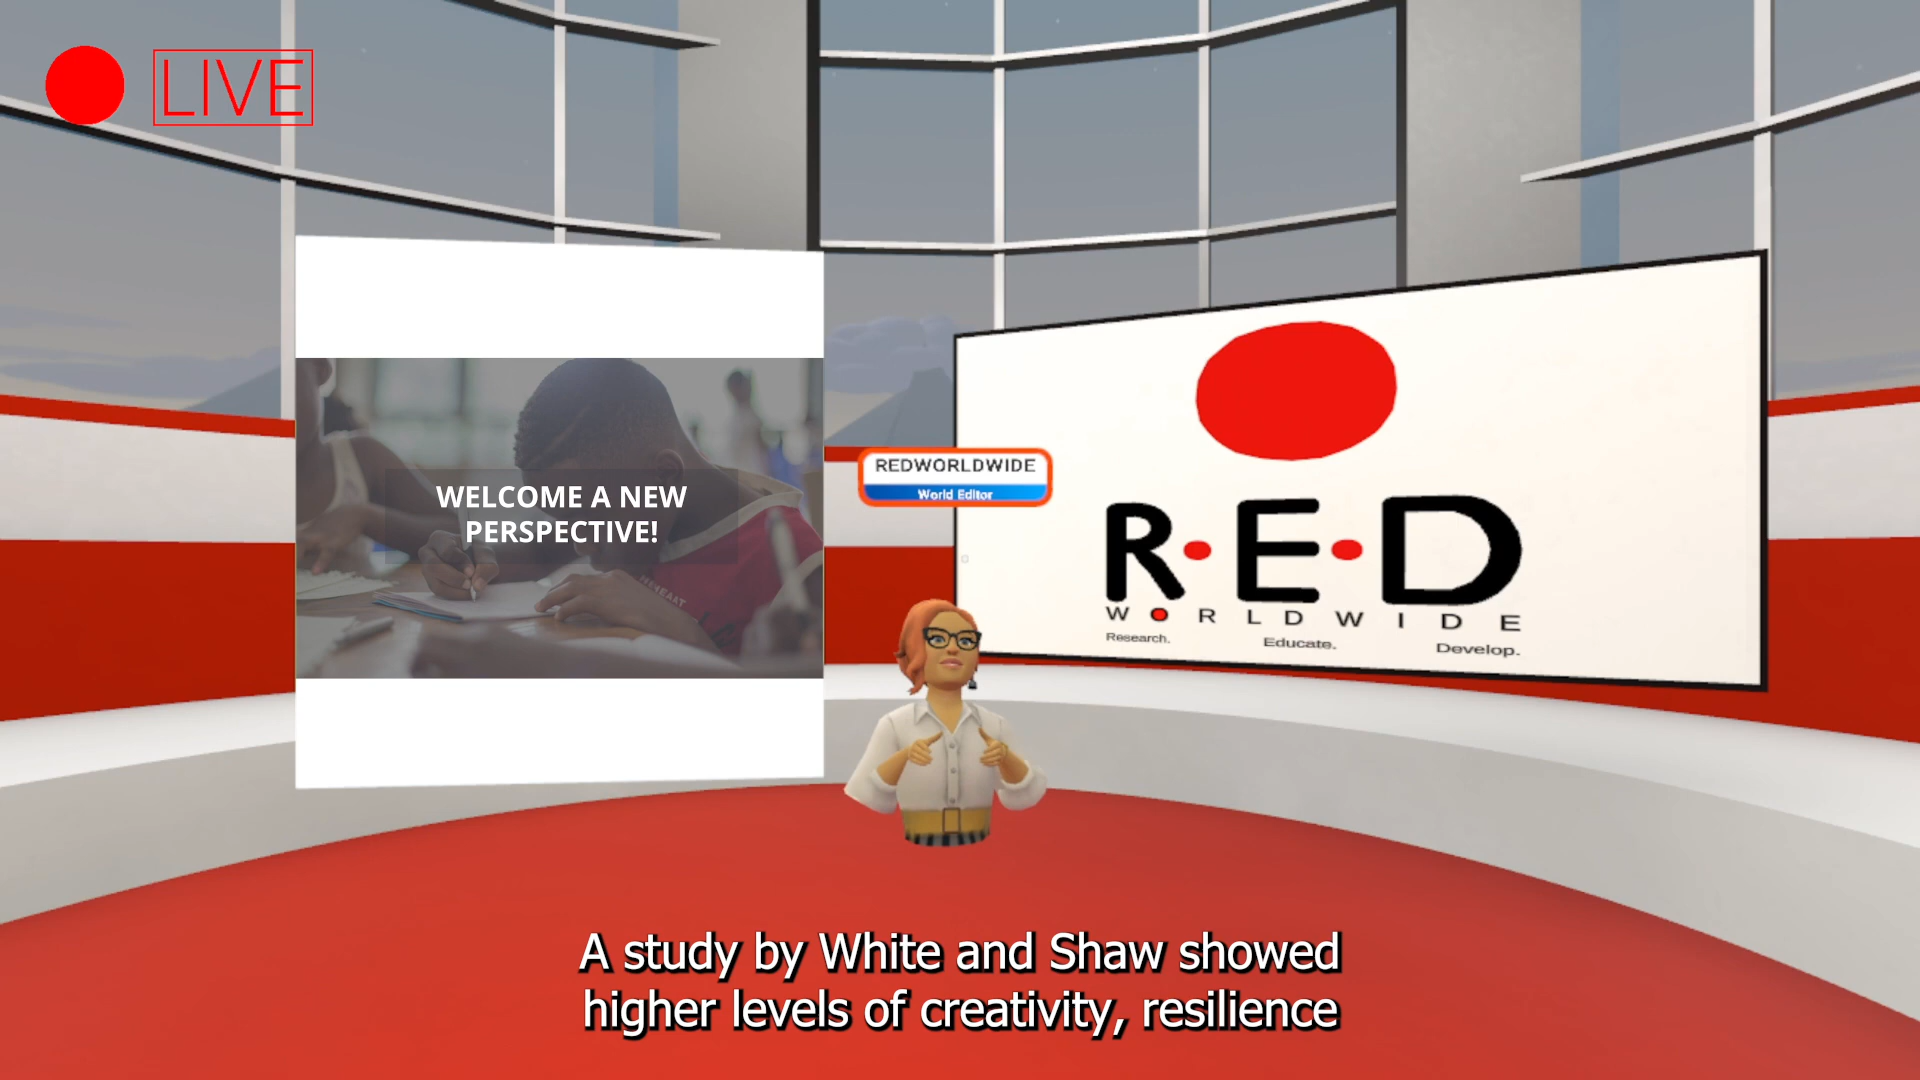 LIVE
WELCOME A NEW
PERSPECTIVE!
REDWORLDWIDE
World Editor
R•E•D
WORLDWIDE
Research. Educate. Develop.
A study by White and Shaw showed
higher levels of creativity, resilience